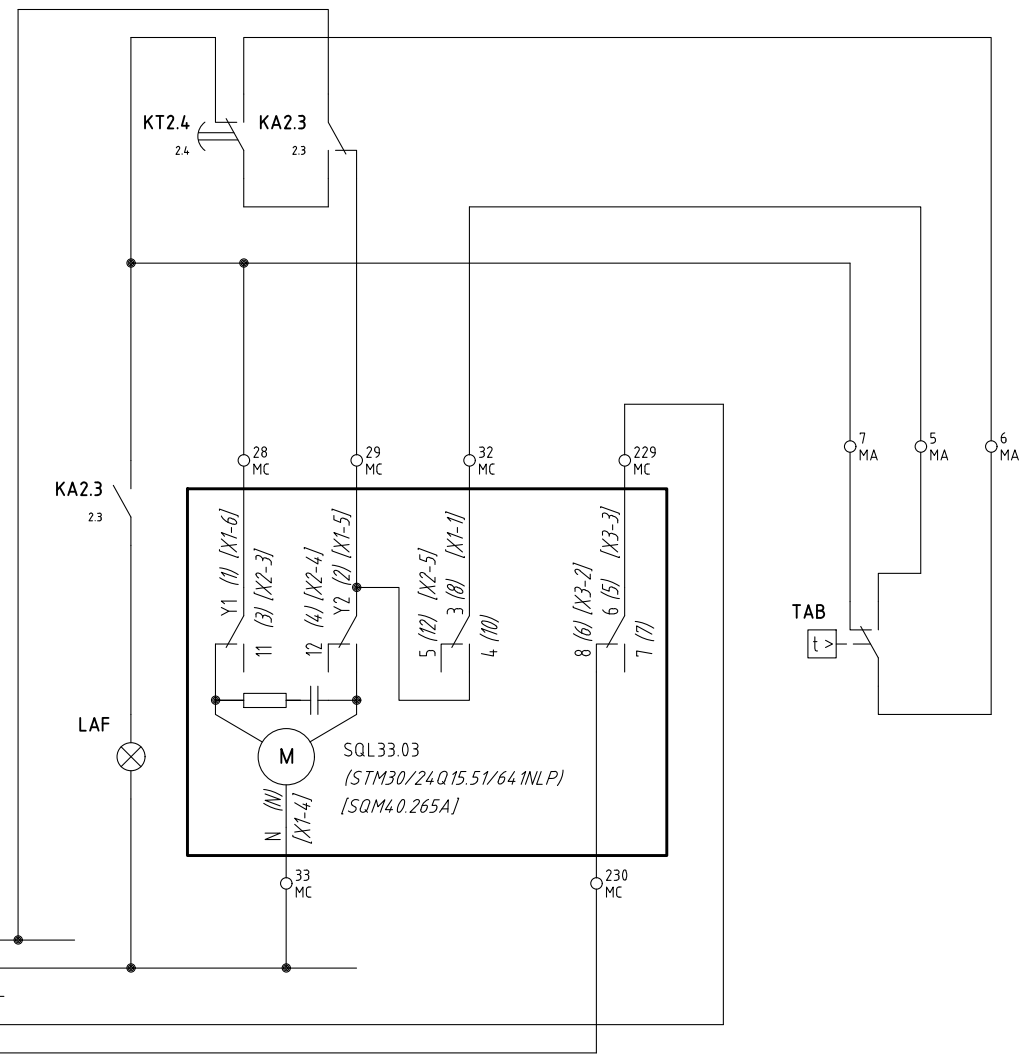 KT2.4
2.4
KA2.3
2.3
28
MC
29
MC
32
MC
229
MC
7
MA
5
MA
6
MA
KA2.3
2.3
Y1 (1) [X1-6]
11 (3) [X2-3]
12 (4) [X2-4]
Y2 (2) [X1-5]
5 (12) [X2-5]
3 (8) [X1-1]
4 (10)
8 (6) [X3-2]
6 (5) [X3-3]
7 (7)
TAB
t >
LAF
M
SQL33.03
(STM30/24Q15.51/641NLP)
[SQM40.265A]
N (N)
[X1-4]
33
MC
230
MC